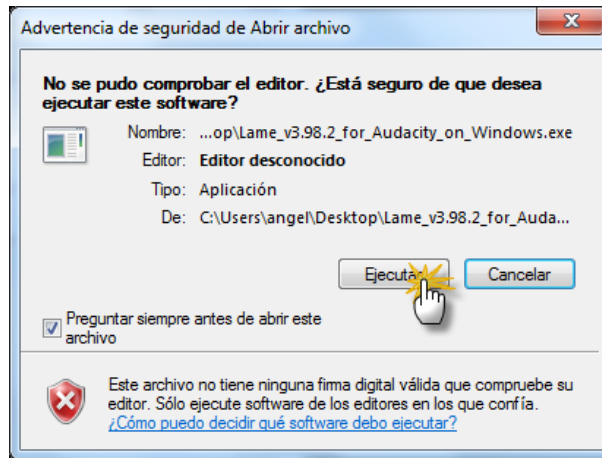 Advertencia de seguridad de Abrir archivo
No se pudo comprobar el editor. ¿Está seguro de que desea
ejecutar este software?
Nombre: ...op\Lame_v3.98.2_for_Audacity_on_Windows.exe
Editor: Editor desconocido
Tipo: Aplicación
De: C:\Users\angel\Desktop\Lame_v3.98.2_for_Auda...
Ejecutar Cancelar
Preguntar siempre antes de abrir este
archivo
Este archivo no tiene ninguna firma digital válida que compruebe su
editor. Sólo ejecute software de los editores en los que confía.
¿Cómo puedo decidir qué software debo ejecutar?